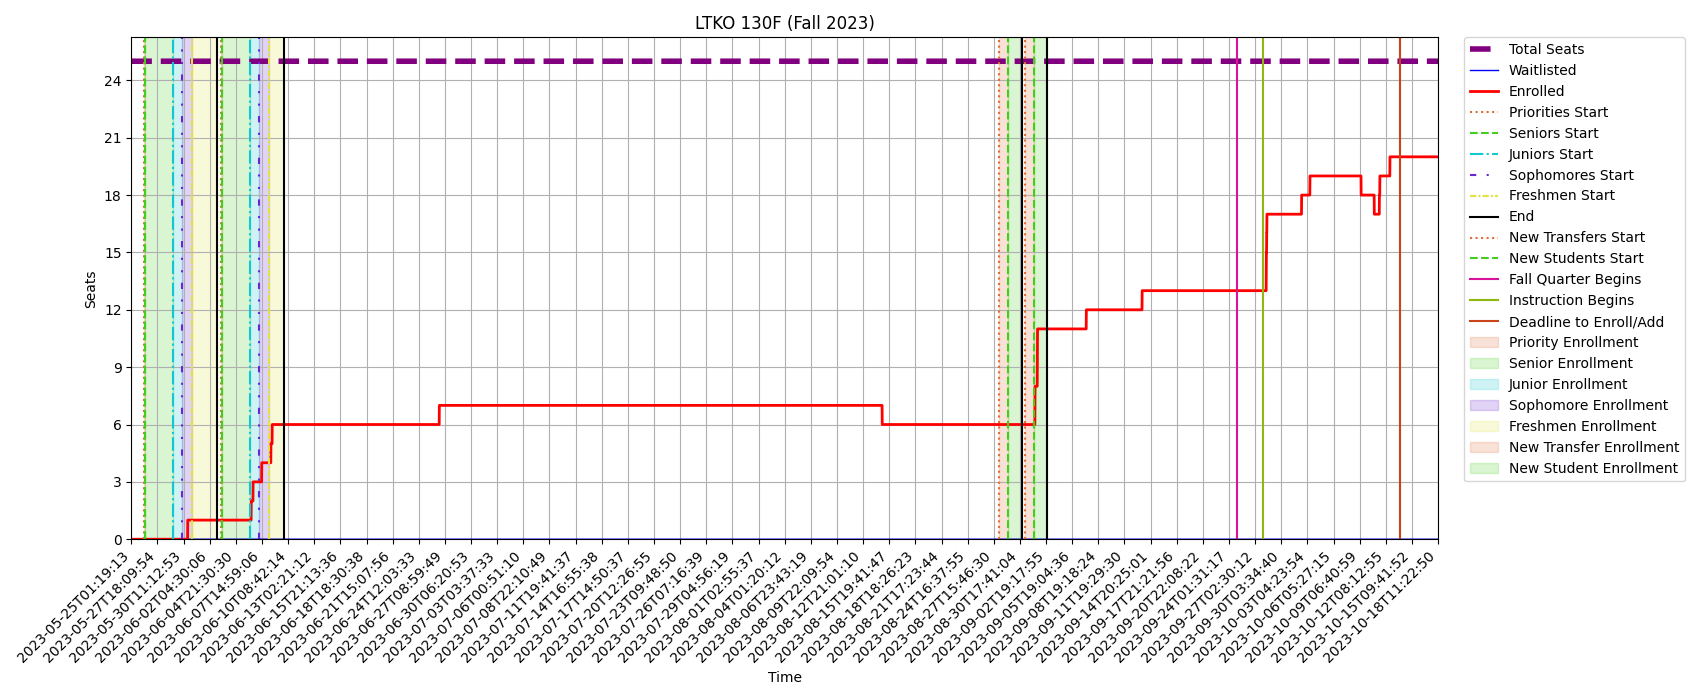 LTKO 130F (Fall 2023)
Seats
24
21
18
15
12
9
6
3
0
2023-05-25T01:19:13
2023-05-27T18:09:54
2023-05-30T11:12:53
2023-06-02T04:30:06
2023-06-04T21:30:30
2023-06-07T14:59:06
2023-06-10T08:42:14
2023-06-13T02:21:12
2023-06-15T21:13:36
2023-06-18T18:30:38
2023-06-21T15:07:56
2023-06-24T12:03:33
2023-06-27T08:59:49
2023-06-30T06:20:53
2023-07-03T03:37:33
2023-07-06T00:51:10
2023-07-08T22:10:49
2023-07-11T19:41:37
2023-07-14T16:55:38
2023-07-17T14:50:37
2023-07-20T12:26:55
2023-07-23T09:48:50
2023-07-26T07:16:39
2023-07-29T04:56:19
2023-08-01T02:55:37
2023-08-04T01:20:12
2023-08-06T23:43:19
2023-08-09T22:09:54
2023-08-12T21:01:10
2023-08-15T19:41:47
2023-08-18T18:26:23
2023-08-21T17:23:44
2023-08-24T16:37:55
2023-08-27T15:46:30
2023-08-30T17:41:04
2023-09-02T19:17:55
2023-09-05T19:04:36
2023-09-08T19:18:24
2023-09-11T19:29:30
2023-09-14T20:25:01
2023-09-17T21:21:56
2023-09-20T22:08:22
2023-09-24T01:31:17
2023-09-27T02:30:12
2023-09-30T03:34:40
2023-10-03T04:23:54
2023-10-06T05:27:15
2023-10-09T06:40:59
2023-10-12T08:12:55
2023-10-15T09:41:52
2023-10-18T11:22:50
Time
Total Seats
Waitlisted
Enrolled
Priorities Start
Seniors Start
Juniors Start
Sophomores Start
Freshmen Start
End
New Transfers Start
New Students Start
Fall Quarter Begins
Instruction Begins
Deadline to Enroll/Add
Priority Enrollment
Senior Enrollment
Junior Enrollment
Sophomore Enrollment
Freshmen Enrollment
New Transfer Enrollment
New Student Enrollment